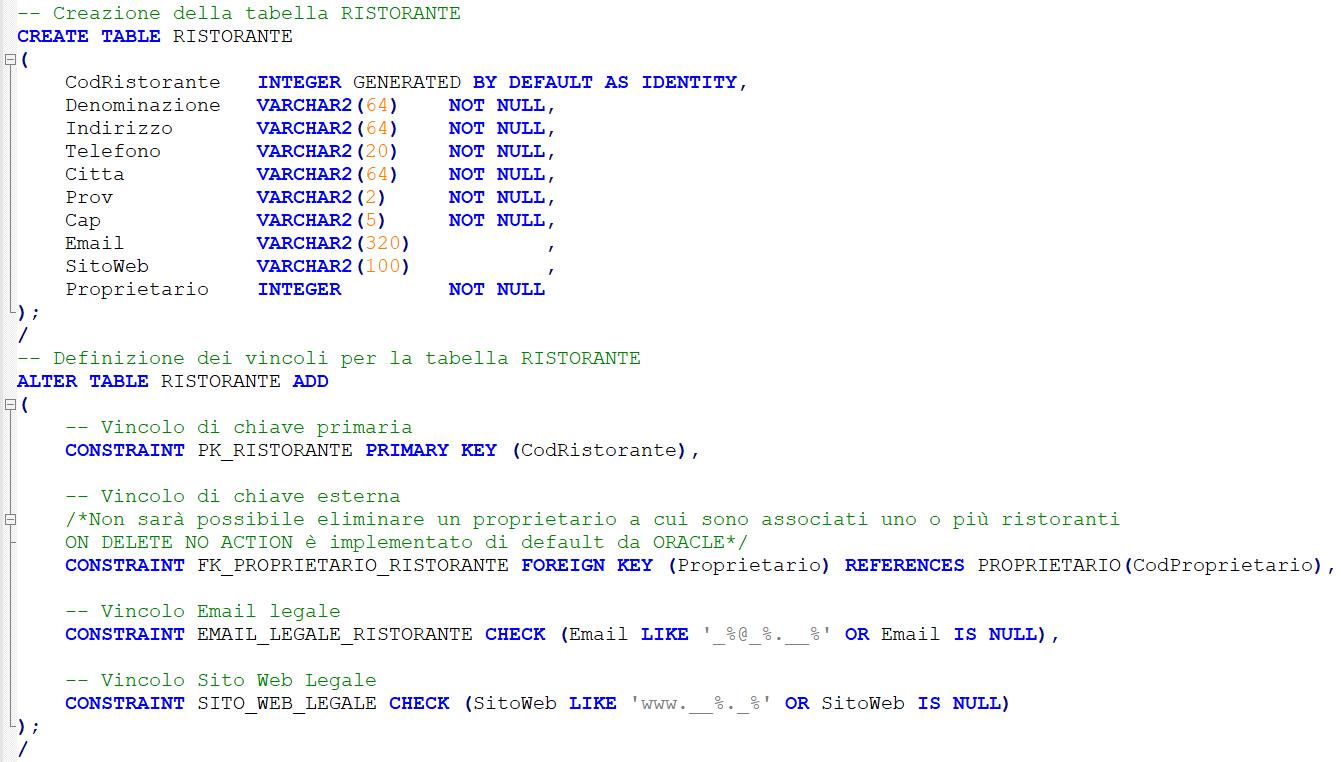 -- Creazione della tabella RISTORANTE
CREATE TABLE RISTORANTE
(
    CodRistorante   INTEGER GENERATED BY DEFAULT AS IDENTITY,
    Denominazione   VARCHAR2(64)    NOT NULL,
    Indirizzo       VARCHAR2(64)    NOT NULL,
    Telefono        VARCHAR2(20)    NOT NULL,
    Citta           VARCHAR2(64)    NOT NULL,
    Prov            VARCHAR2(2)     NOT NULL,
    Cap             VARCHAR2(5)     NOT NULL,
    Email           VARCHAR2(320)           ,
    SitoWeb         VARCHAR2(100)           ,
    Proprietario    INTEGER         NOT NULL
);
/
-- Definizione dei vincoli per la tabella RISTORANTE
ALTER TABLE RISTORANTE ADD
(
    -- Vincolo di chiave primaria
    CONSTRAINT PK_RISTORANTE PRIMARY KEY (CodRistorante),

    -- Vincolo di chiave esterna
    /*Non sarà possibile eliminare un proprietario a cui sono associati uno o più ristoranti
    ON DELETE NO ACTION è implementato di default da ORACLE*/
    CONSTRAINT FK_PROPRIETARIO_RISTORANTE FOREIGN KEY (Proprietario) REFERENCES PROPRIETARIO(CodProprietario),

    -- Vincolo Email legale
    CONSTRAINT EMAIL_LEGALE_RISTORANTE CHECK (Email LIKE '_%@_%.__%' OR Email IS NULL),

    -- Vincolo Sito Web Legale
    CONSTRAINT SITO_WEB_LEGALE CHECK (SitoWeb LIKE 'www.__%._%' OR SitoWeb IS NULL)
);
/